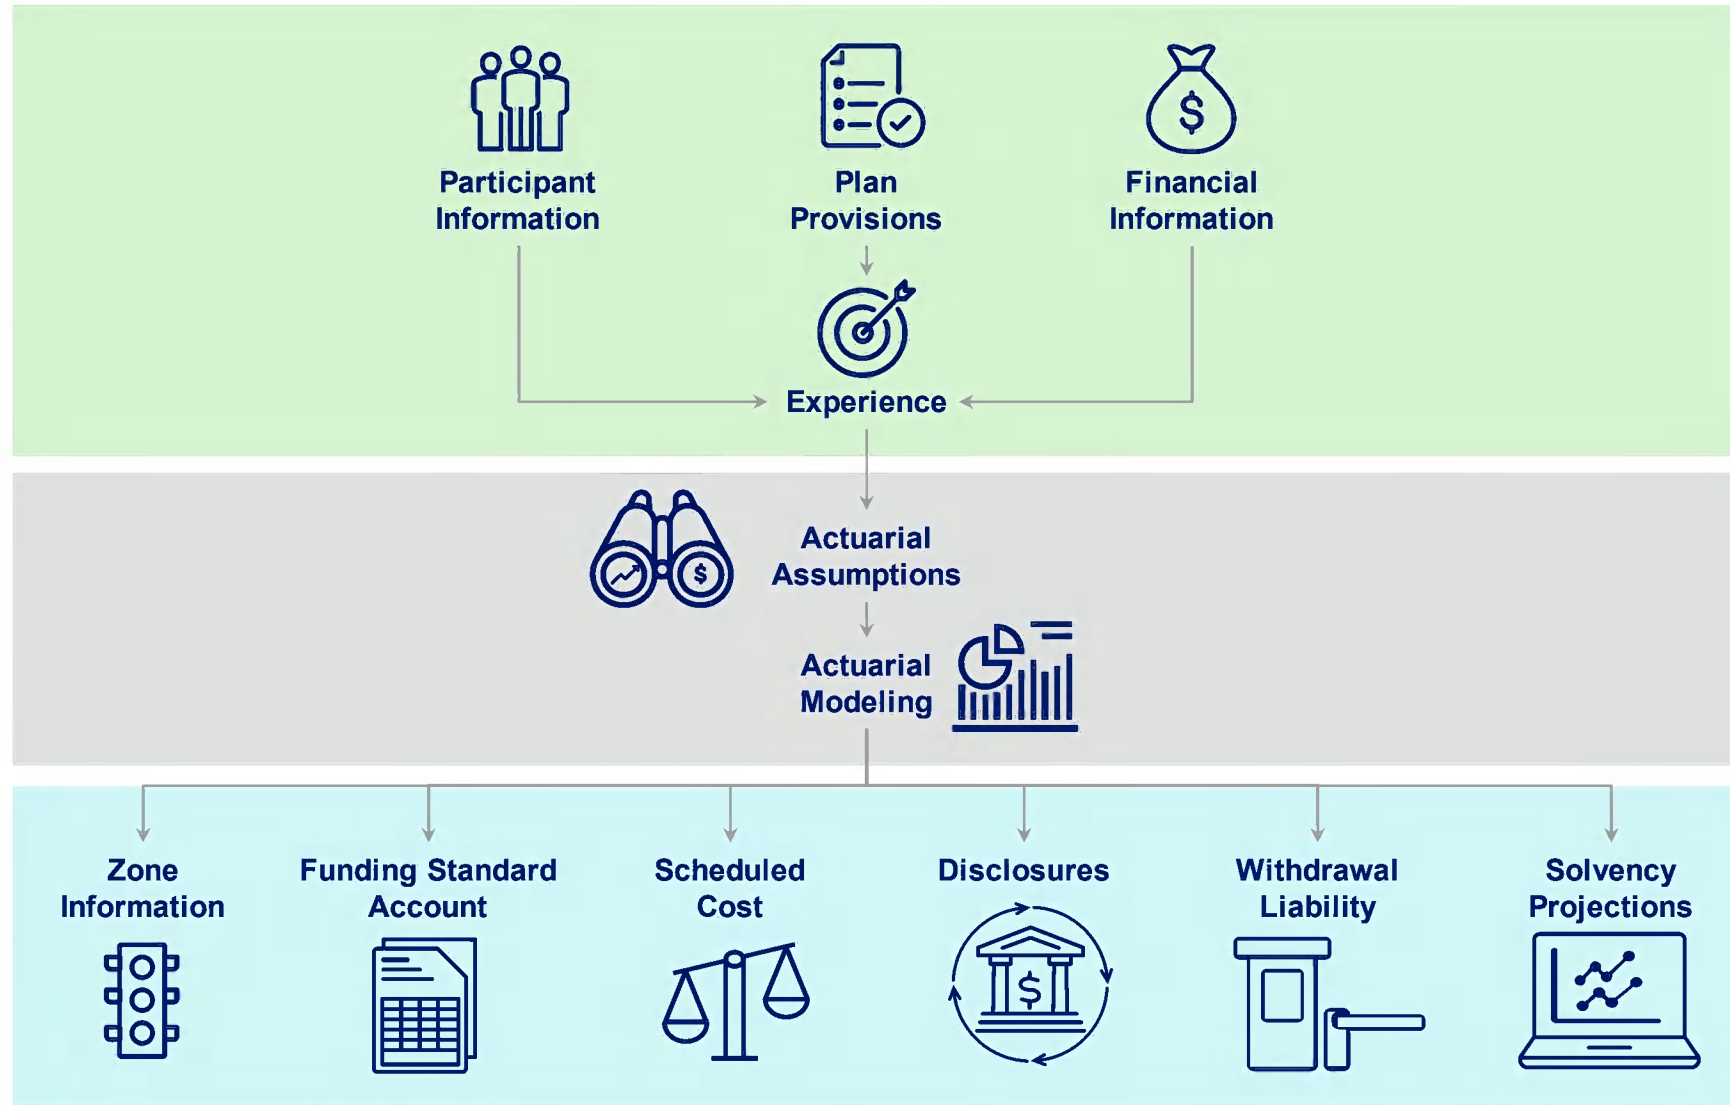 Participant
Information
Plan
Provisions
$
Financial
Information
Experience
$
Actuarial
Assumptions
Actuarial
Modeling
Zone
Information
Funding Standard
Account
Scheduled
Cost
Disclosures
$
Withdrawal
Liability
Solvency
Projections